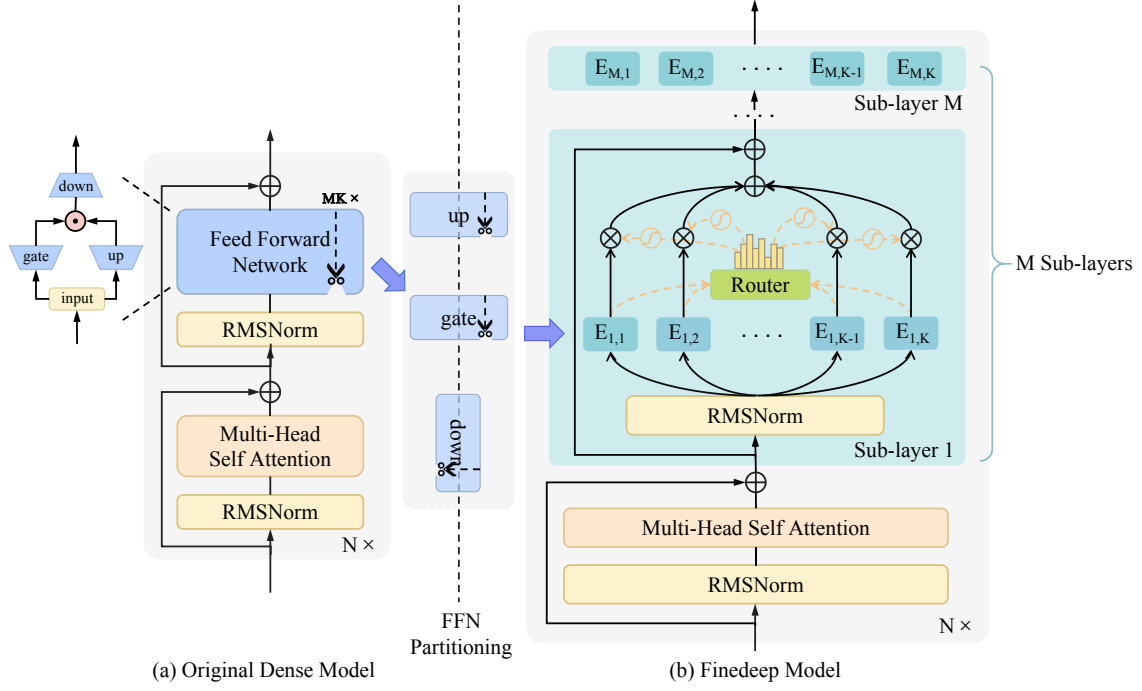 down
gate
up
input
MK ×
Feed Forward
Network
RMSNorm
Multi-Head
Self Attention
RMSNorm
N ×
(a) Original Dense Model
up
gate
down
FFN
Partitioning
E_{M,1} E_{M,2} . . . . E_{M,K-1} E_{M,K}
Sub-layer M
. . . .
Router
E_{1,1} E_{1,2} . . . . E_{1,K-1} E_{1,K}
RMSNorm
Sub-layer 1
M Sub-layers
Multi-Head Self Attention
RMSNorm
N ×
(b) Finedeep Model